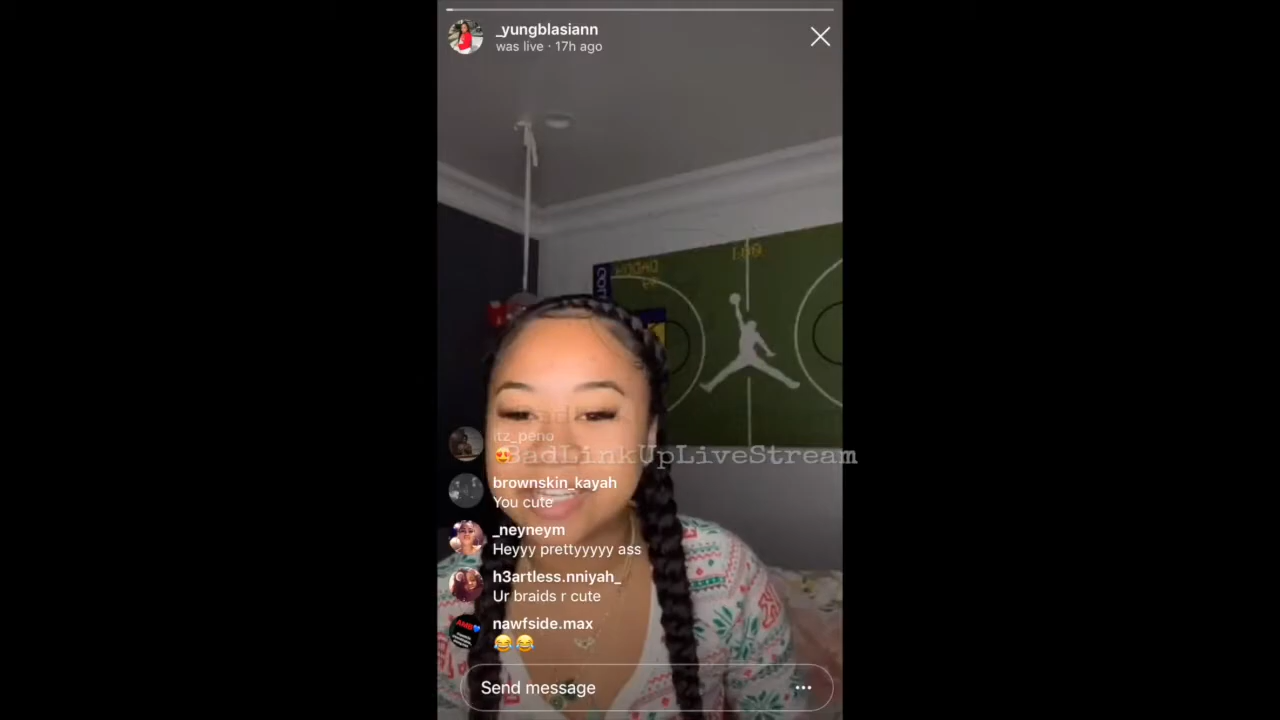 _yungblasiann
was live · 17h ago
itz_peno
😍
BadLinkUpLiveStream
brownskin_kayah
You cute
_neyneym
Heyyy prettyyyyy ass
h3artless.nniyah_
Ur braids r cute
nawfside.max
😂😂
Send message